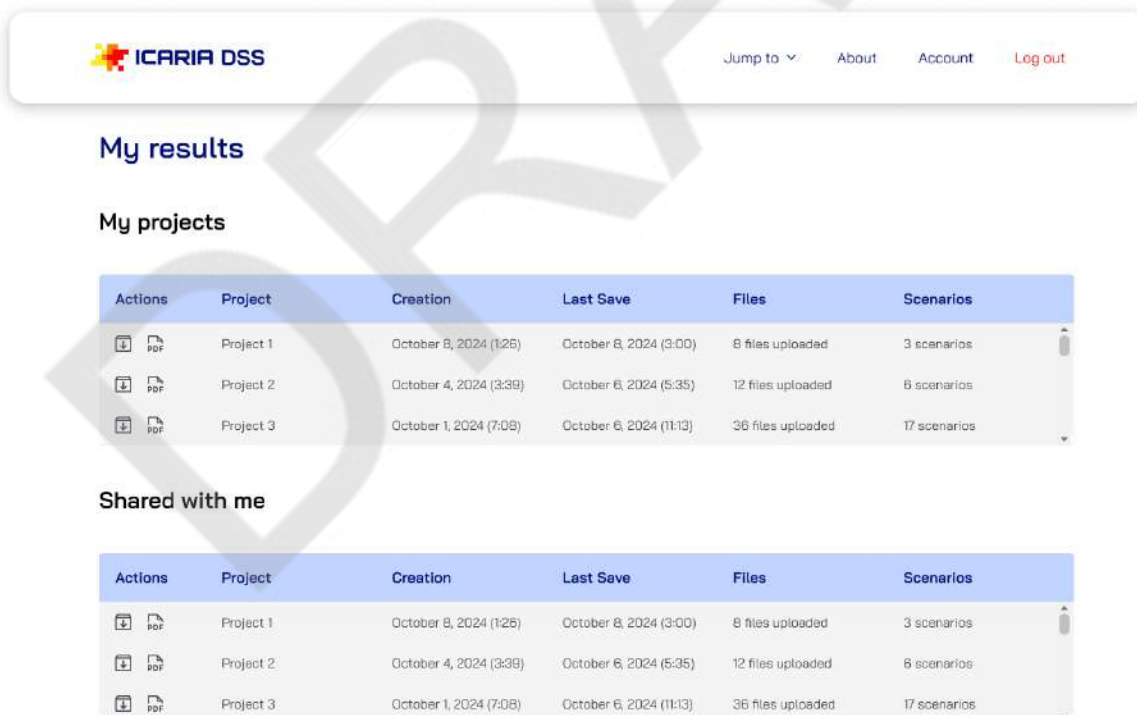 ICARIA DSS
Jump to About Account Log out
My results
My projects
Actions Project Creation Last Save Files Scenarios
PDF Project 1 October 8, 2024 (1:26) October 8, 2024 (3:00) 8 files uploaded 3 scenarios
PDF Project 2 October 4, 2024 (3:39) October 6, 2024 (5:35) 12 files uploaded 6 scenarios
PDF Project 3 October 1, 2024 (7:08) October 6, 2024 (11:13) 36 files uploaded 17 scenarios
Shared with me
Actions Project Creation Last Save Files Scenarios
PDF Project 1 October 8, 2024 (1:26) October 8, 2024 (3:00) 8 files uploaded 3 scenarios
PDF Project 2 October 4, 2024 (3:39) October 6, 2024 (5:35) 12 files uploaded 6 scenarios
PDF Project 3 October 1, 2024 (7:08) October 6, 2024 (11:13) 36 files uploaded 17 scenarios